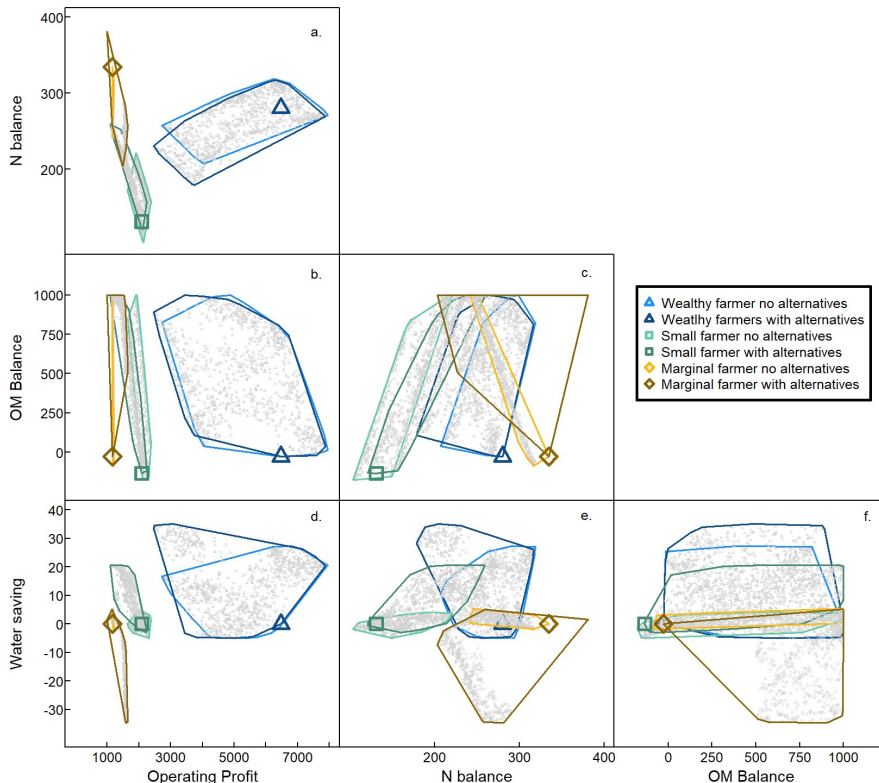 400
300
200
N balance
a.
1000
750
500
250
0
OM Balance
b.
c.
Wealthy farmer no alternatives
Weatlhy farmers with alternatives
Small farmer no alternatives
Small farmer with alternatives
Marginal farmer no alternatives
Marginal farmer with alternatives
40
30
20
10
0
-10
-20
-30
Water saving
d.
e.
f.
1000 3000 5000 7000
200 300 400
0 250 500 750 1000
Operating Profit
N balance
OM Balance